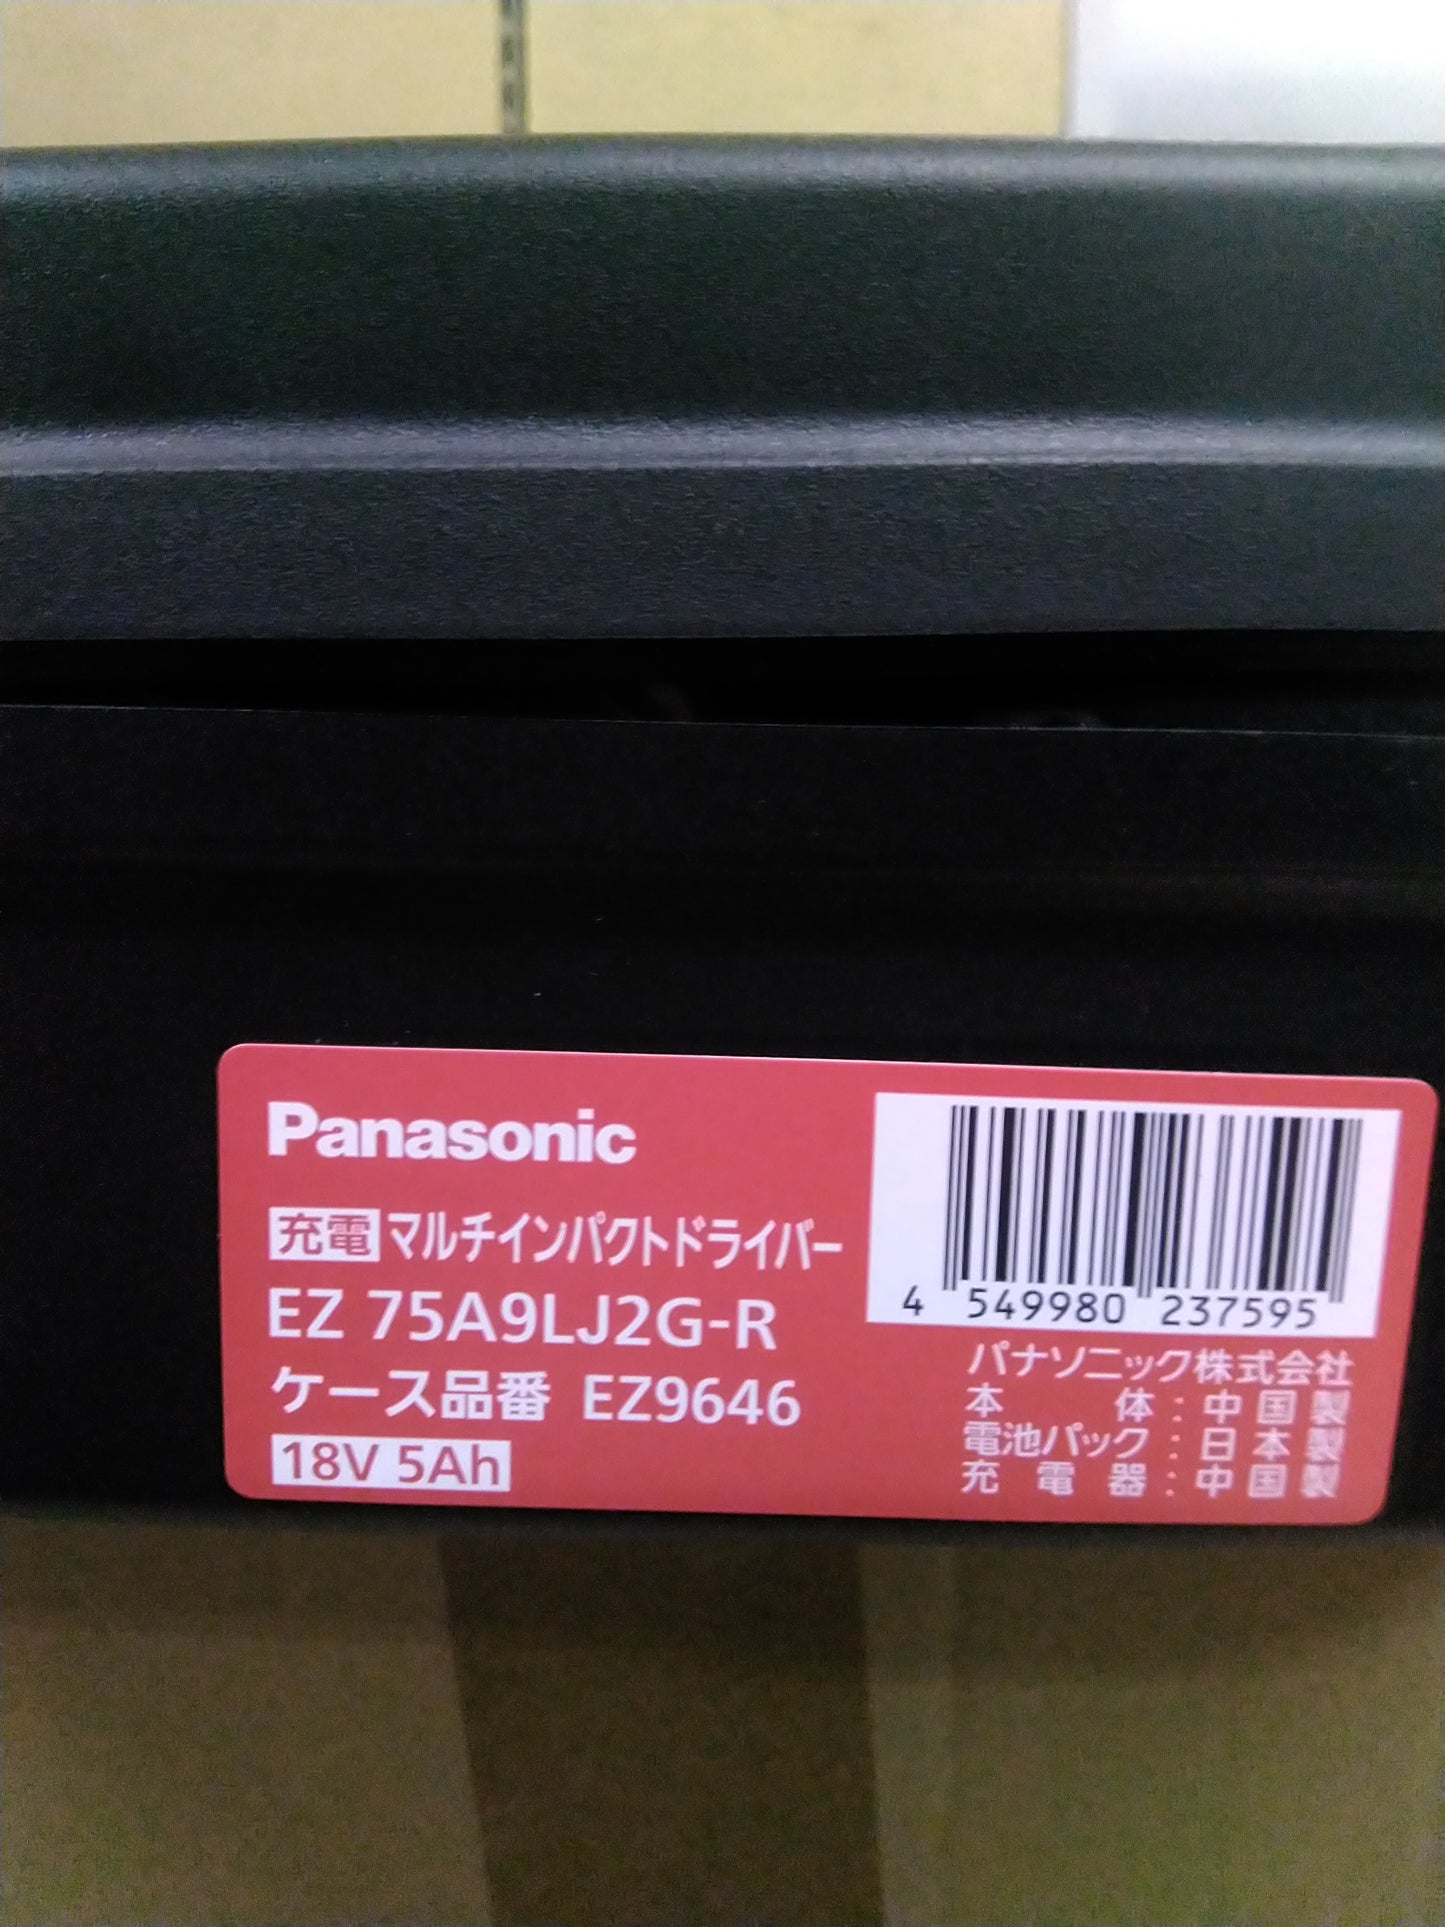 Panasonic
充電 マルチインパクトドライバー
EZ 75A9LJ2G-R
ケース品番 EZ9646
18V 5Ah
4 549980 237595
パナソニック株式会社
本体：中国製
電池パック：日本製
充電器：中国製